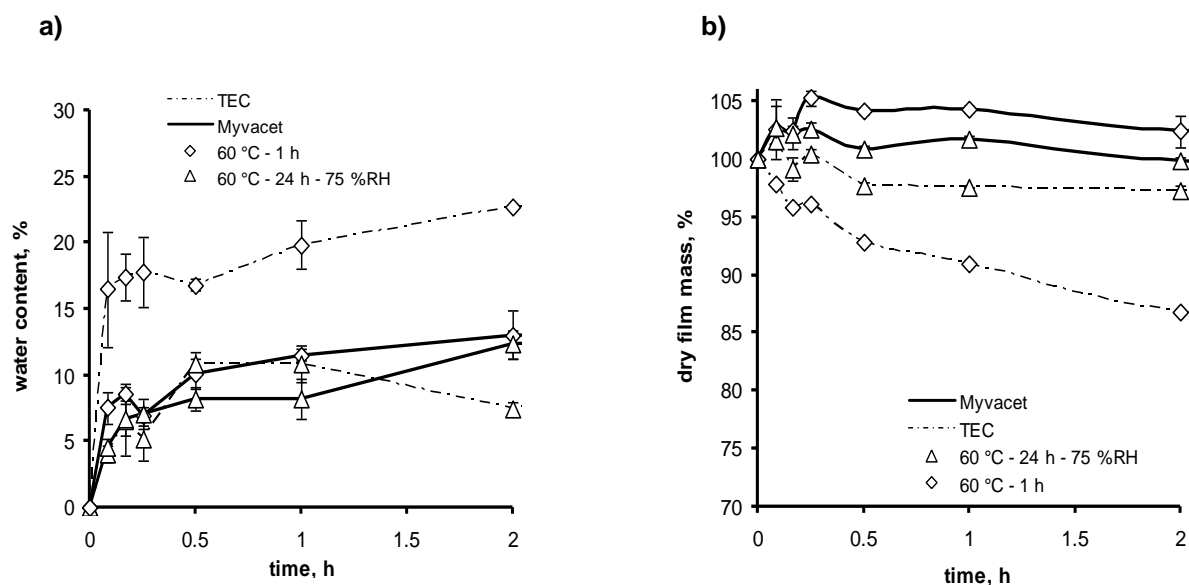 a)
TEC
Myvacet
60 °C - 1 h
60 °C - 24 h - 75 %RH
water content, %
30
25
20
15
10
5
0
0 0.5 1 1.5 2
time, h
b)
dry film mass, %
105
100
95
90
85
80
75
70
Myvacet
TEC
60 °C - 24 h - 75 %RH
60 °C - 1 h
0 0.5 1 1.5 2
time, h